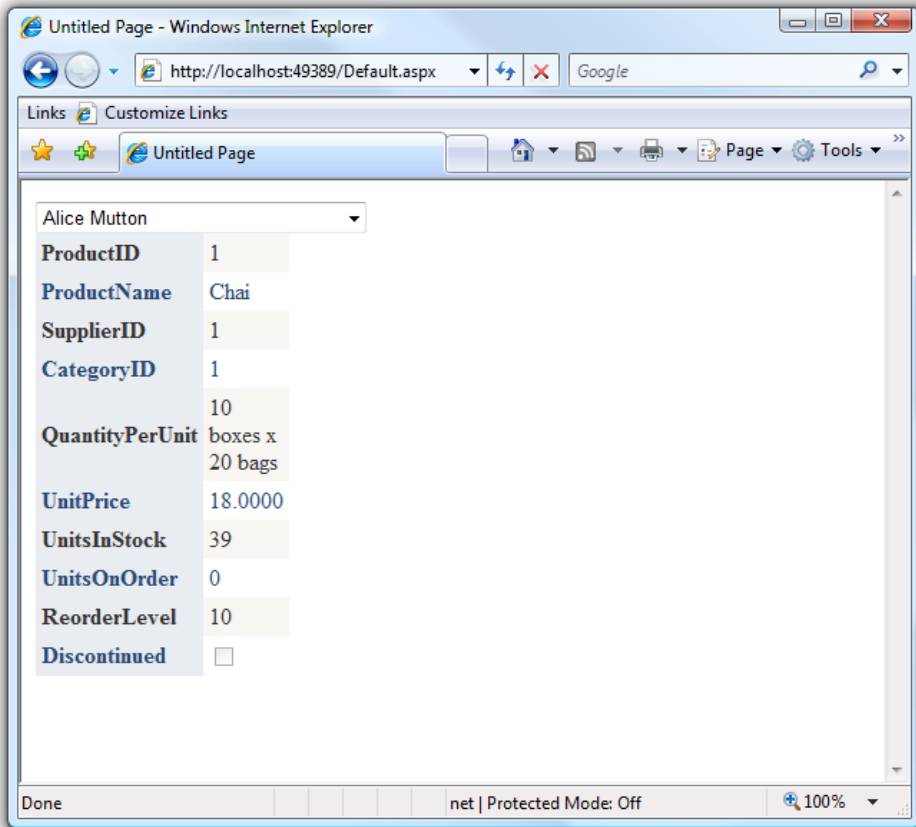 Untitled Page - Windows Internet Explorer
http://localhost:49389/Default.aspx Google
Links Customize Links
Untitled Page Page Tools »
Alice Mutton
ProductID 1
ProductName Chai
SupplierID 1
CategoryID 1
QuantityPerUnit 10
boxes x
20 bags
UnitPrice 18.0000
UnitsInStock 39
UnitsOnOrder 0
ReorderLevel 10
Discontinued
Done net | Protected Mode: Off 100%